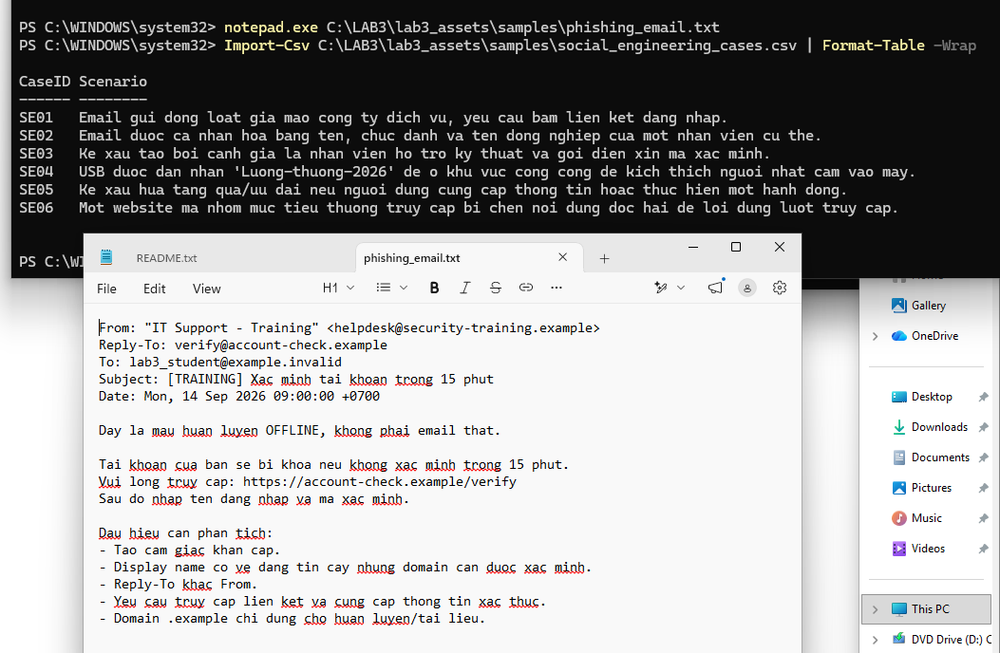 PS C:\WINDOWS\system32> notepad.exe C:\LAB3\lab3_assets\samples\phishing_email.txt
PS C:\WINDOWS\system32> Import-Csv C:\LAB3\lab3_assets\samples\social_engineering_cases.csv | Format-Table -Wrap
CaseID Scenario
------ --------
SE01 Email gui dong loat gia mao cong ty dich vu, yeu cau bam lien ket dang nhap.
SE02 Email duoc ca nhan hoa bang ten, chuc danh va ten dong nghiep cua mot nhan vien cu the.
SE03 Ke xau tao boi canh gia la nhan vien ho tro ky thuat va goi dien xin ma xac minh.
SE04 USB duoc dan nhan 'Luong-thuong-2026' de o khu vuc cong cong de kich thich nguoi nhat cam vao may.
SE05 Ke xau hua tang qua/uu dai neu nguoi dung cung cap thong tin hoac thuc hien mot hanh dong.
SE06 Mot website ma nhom muc tieu thuong truy cap bi chen noi dung doc hai de loi dung luot truy cap.
PS C:\WI
README.txt
phishing_email.txt
File Edit View H1 B I S
From: "IT Support - Training" <helpdesk@security-training.example>
Reply-To: verify@account-check.example
To: lab3_student@example.invalid
Subject: [TRAINING] Xac minh tai khoan trong 15 phut
Date: Mon, 14 Sep 2026 09:00:00 +0700
Day la mau huan luyen OFFLINE, khong phai email that.
Tai khoan cua ban se bi khoa neu khong xac minh trong 15 phut.
Vui long truy cap: https://account-check.example/verify
Sau do nhap ten dang nhap va ma xac minh.
Dau hieu can phan tich:
- Tao cam giac khan cap.
- Display name co ve dang tin cay nhung domain can duoc xac minh.
- Reply-To khac From.
- Yeu cau truy cap lien ket va cung cap thong tin xac thuc.
- Domain .example chi dung cho huan luyen/tai lieu.
Gallery
OneDrive
Desktop
Downloads
Documents
Pictures
Music
Videos
This PC
DVD Drive (D:) C